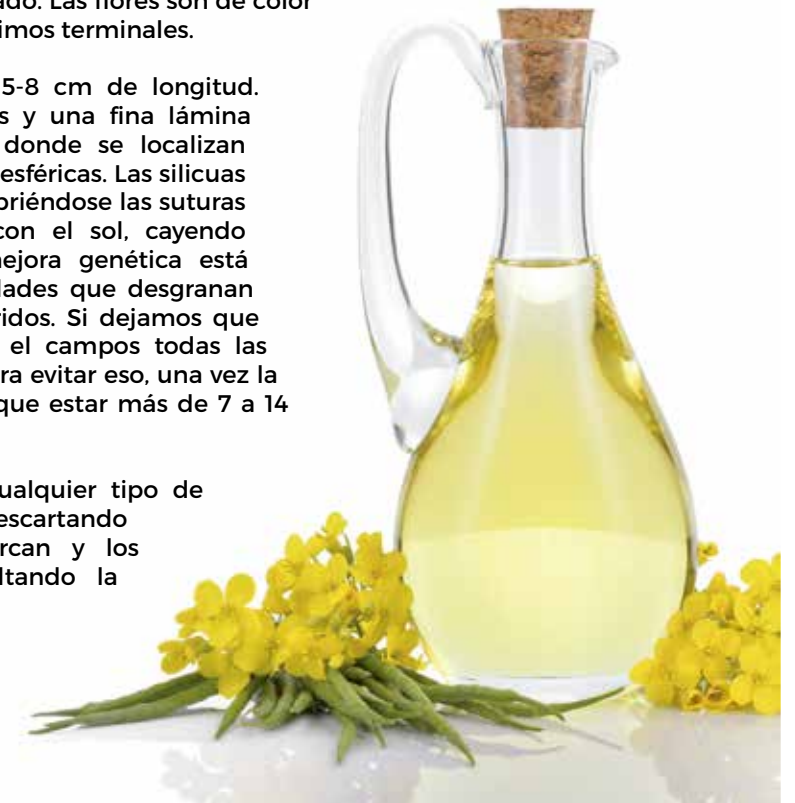 ado. Las flores son de color
imos terminales.
5-8 cm de longitud.
s y una fina lámina
donde se localizan
esféricas. Las silicuas
briéndose las suturas
con el sol, cayendo
ejora genética está
dades que desgranan
idos. Si dejamos que
el campos todas las
ra evitar eso, una vez la
que estar más de 7 a 14
ualquier tipo de
escartando
rcan y los
ltando la